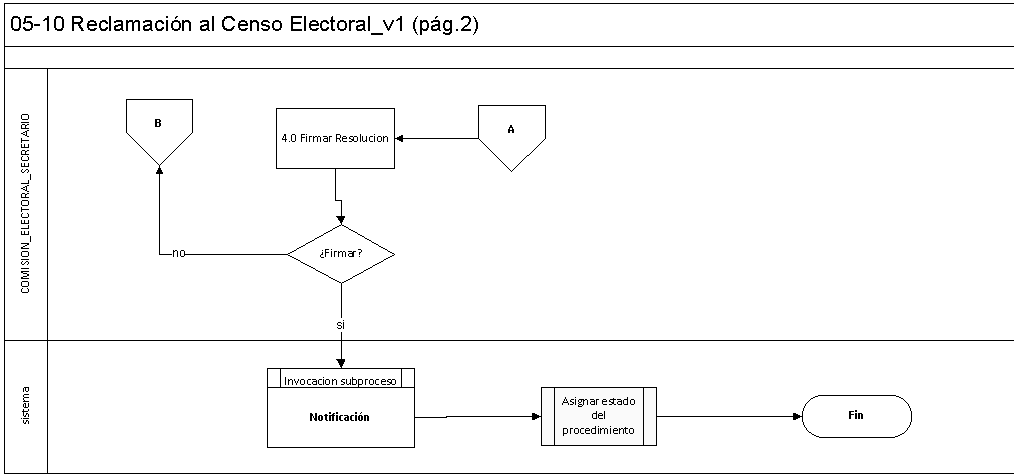 05-10 Reclamación al Censo Electoral_v1 (pág.2)
COMISION_ELECTORAL_SECRETARIO
B
4.0 Firmar Resolucion
A
¿Firmar?
no
si
sistema
Invocacion subproceso
Notificación
Asignar estado
del
procedimiento
Fin